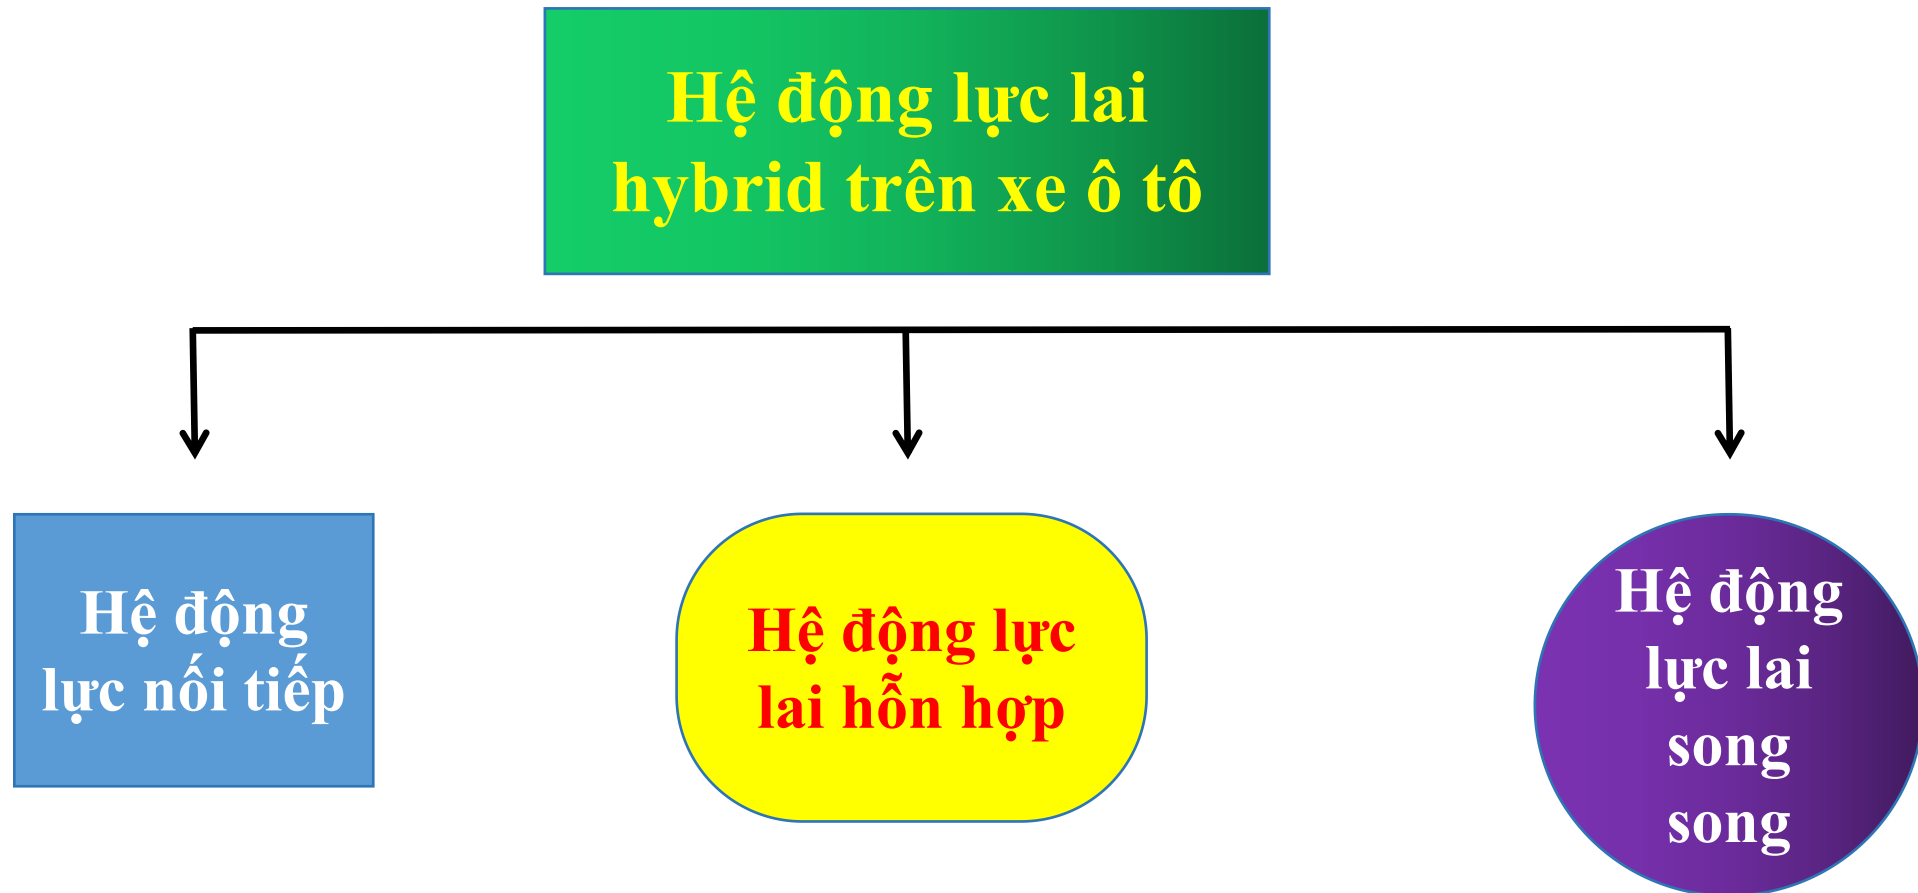 Hệ động lực lai
hybrid trên xe ô tô
Hệ động
lực nối tiếp
Hệ động lực
lai hỗn hợp
Hệ động
lực lai
song
song